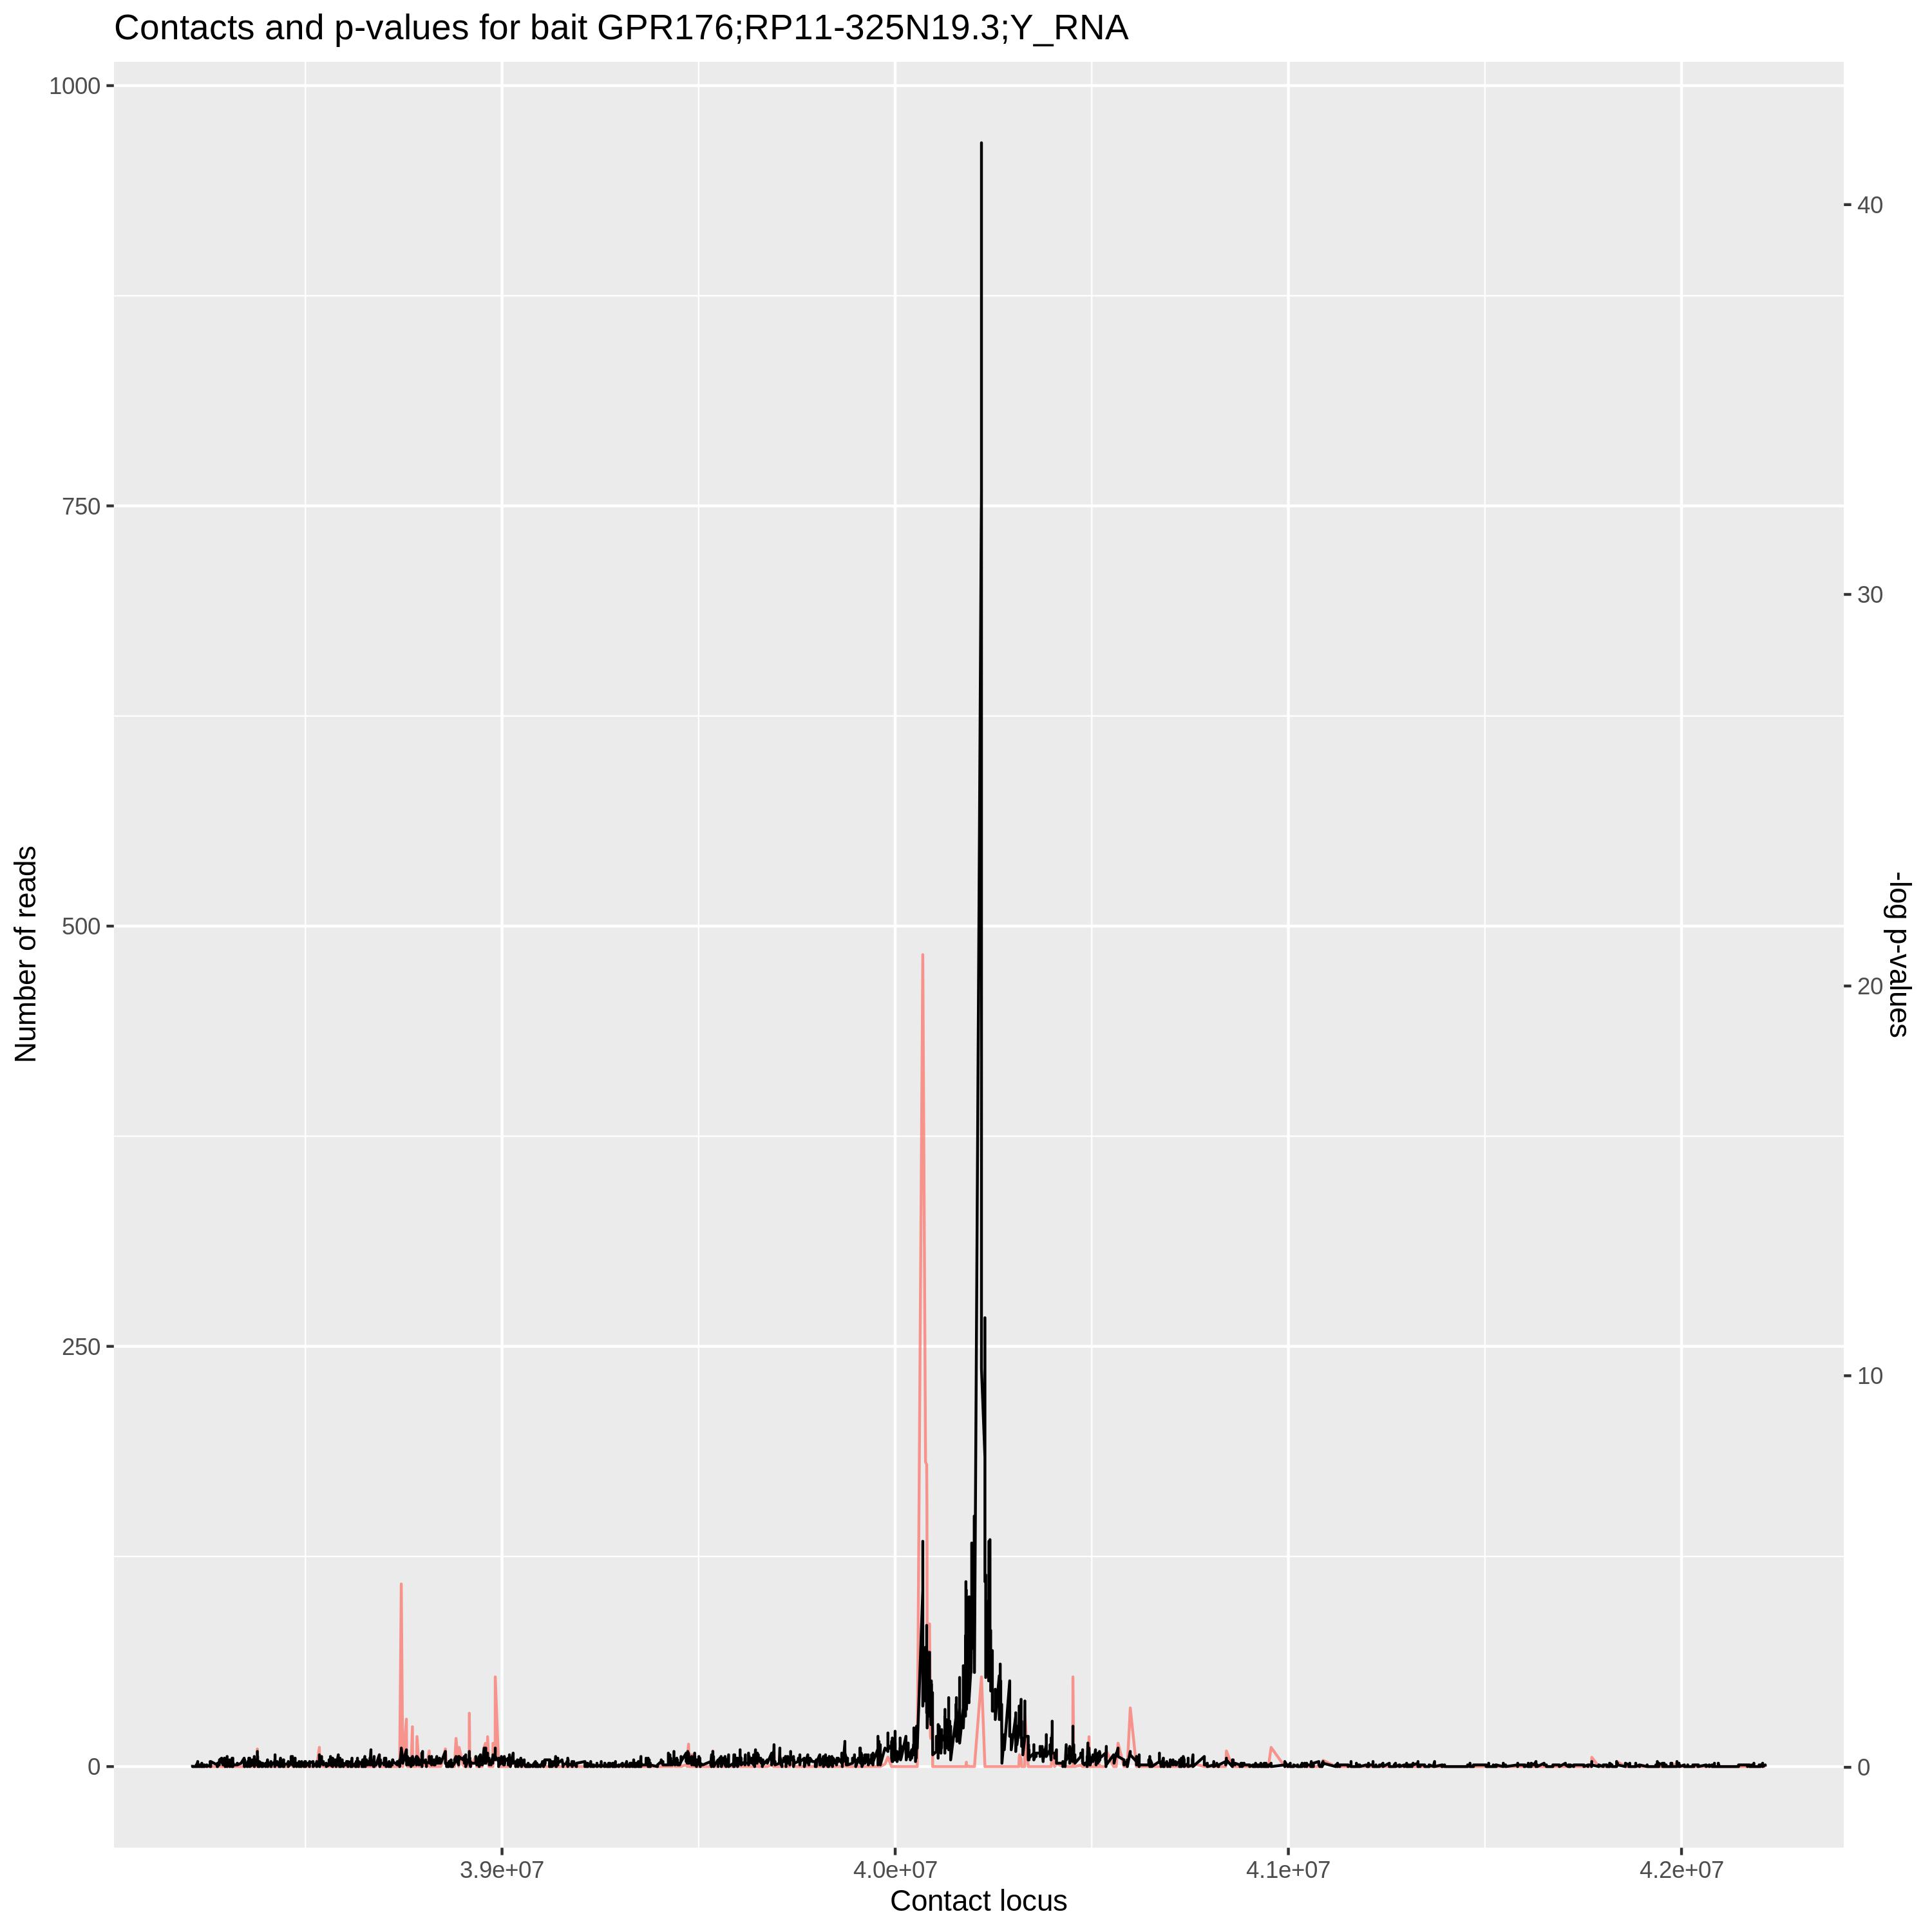 Contacts and p-values for bait GPR176;RP11-325N19.3;Y_RNA
1000
750
500
250
0
Number of reads
40
30
20
10
0
-log p-values
3.9e+07
4.0e+07
4.1e+07
4.2e+07
Contact locus